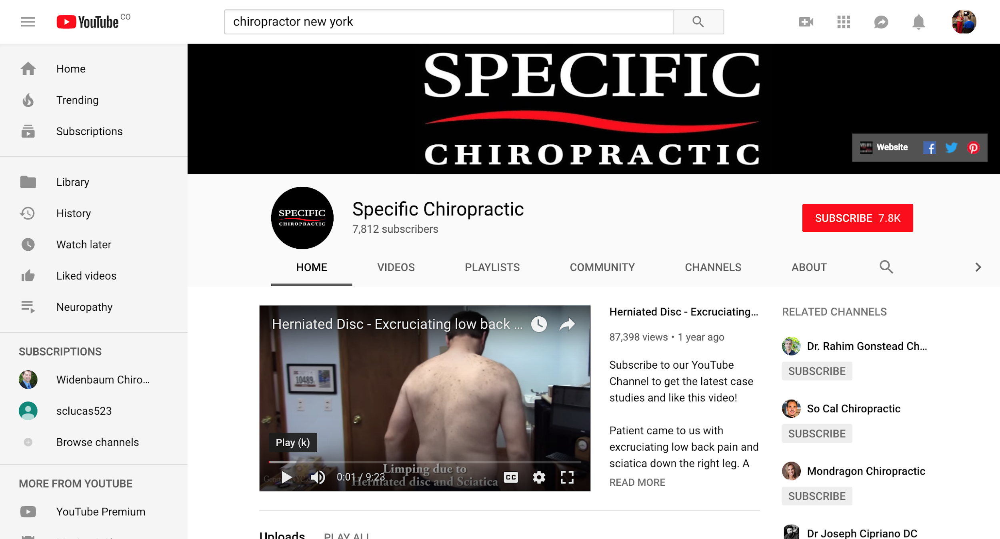 YouTube CO
chiropractor new york
Home
Trending
Subscriptions
Library
History
Watch later
Liked videos
Neuropathy
SUBSCRIPTIONS
Widenbaum Chiro...
sclucas523
Browse channels
MORE FROM YOUTUBE
YouTube Premium
SPECIFIC
CHIROPRACTIC
Website
SPECIFIC
CHIROPRACTIC
Specific Chiropractic
7,812 subscribers
SUBSCRIBE 7.8K
HOME VIDEOS PLAYLISTS COMMUNITY CHANNELS ABOUT
Herniated Disc - Excruciating low back ...
10489
Play (k)
Limping due to
Herniated disc and Sciatica
0:01 / 9:23
CC
Herniated Disc - Excruciating...
87,398 views • 1 year ago
Subscribe to our YouTube
Channel to get the latest case
studies and like this video!
Patient came to us with
excruciating low back pain and
sciatica down the right leg. A
READ MORE
RELATED CHANNELS
Dr. Rahim Gonstead Ch...
SUBSCRIBE
So Cal Chiropractic
SUBSCRIBE
Mondragon Chiropractic
SUBSCRIBE
Dr Joseph Cipriano DC
Uploads PLAY ALL